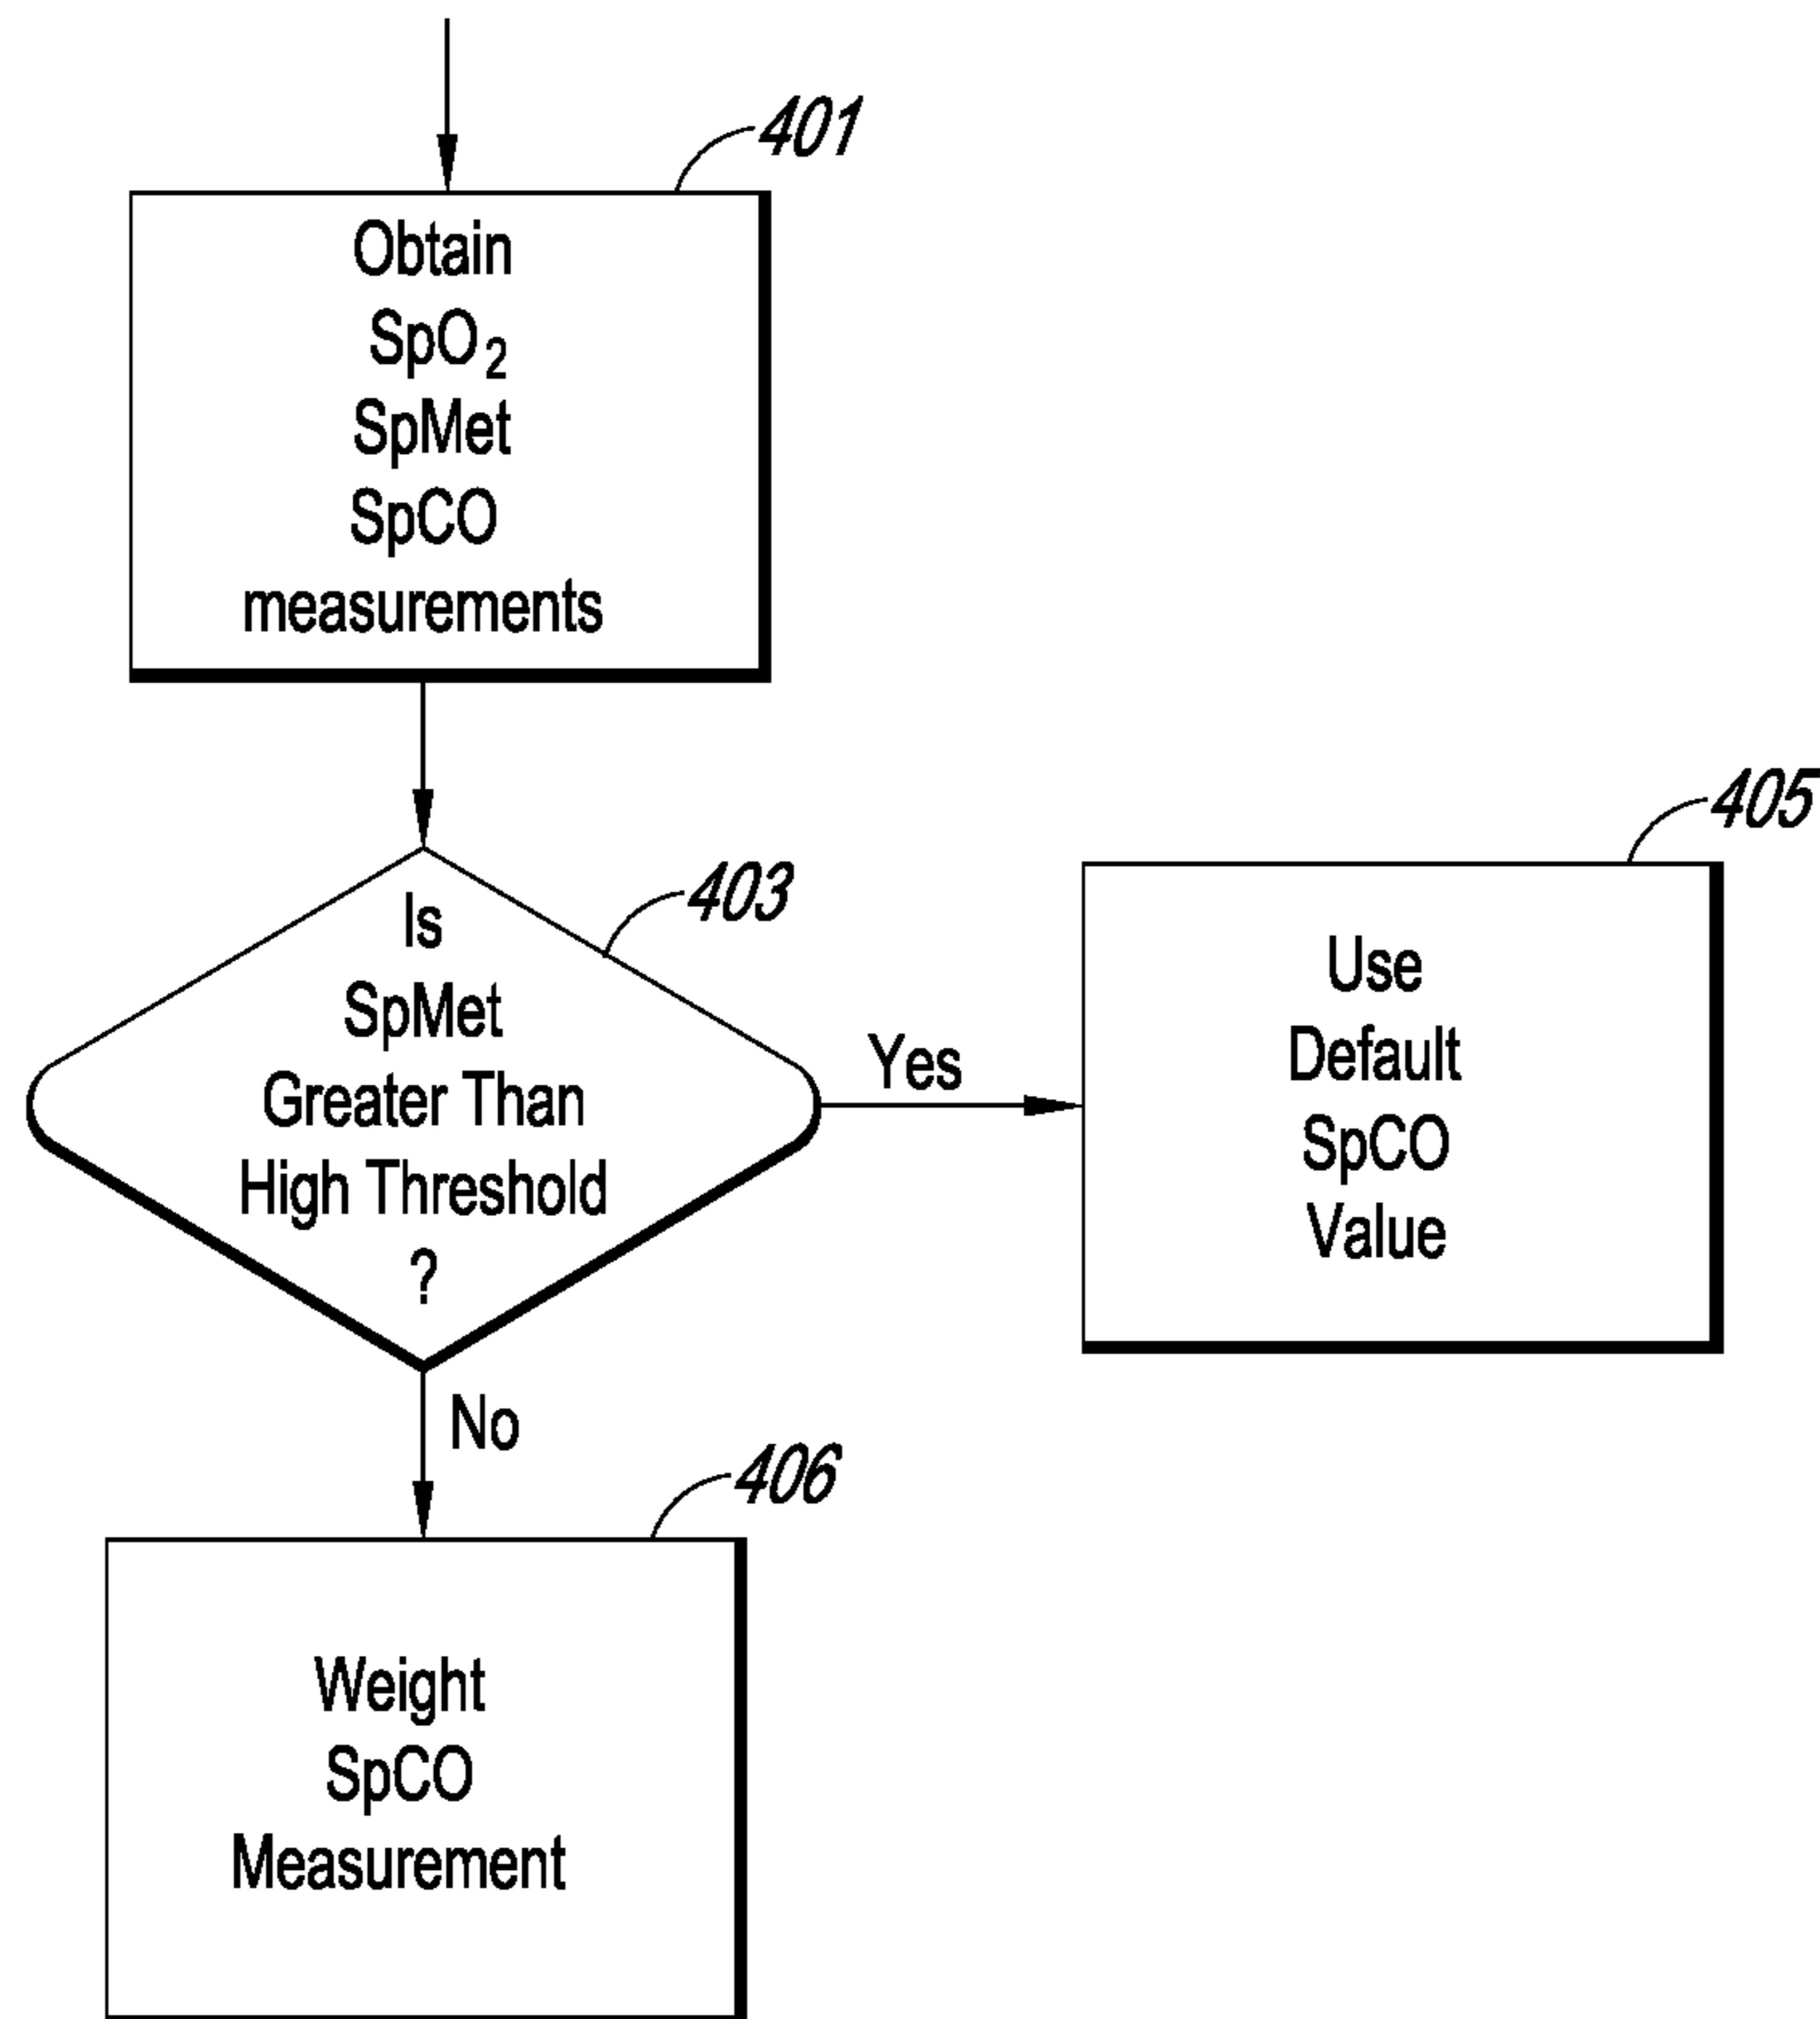 401
Obtain
SpO₂
SpMet
SpCO
measurements
403
Is
SpMet
Greater Than
High Threshold
?
Yes
405
Use
Default
SpCO
Value
No
406
Weight
SpCO
Measurement